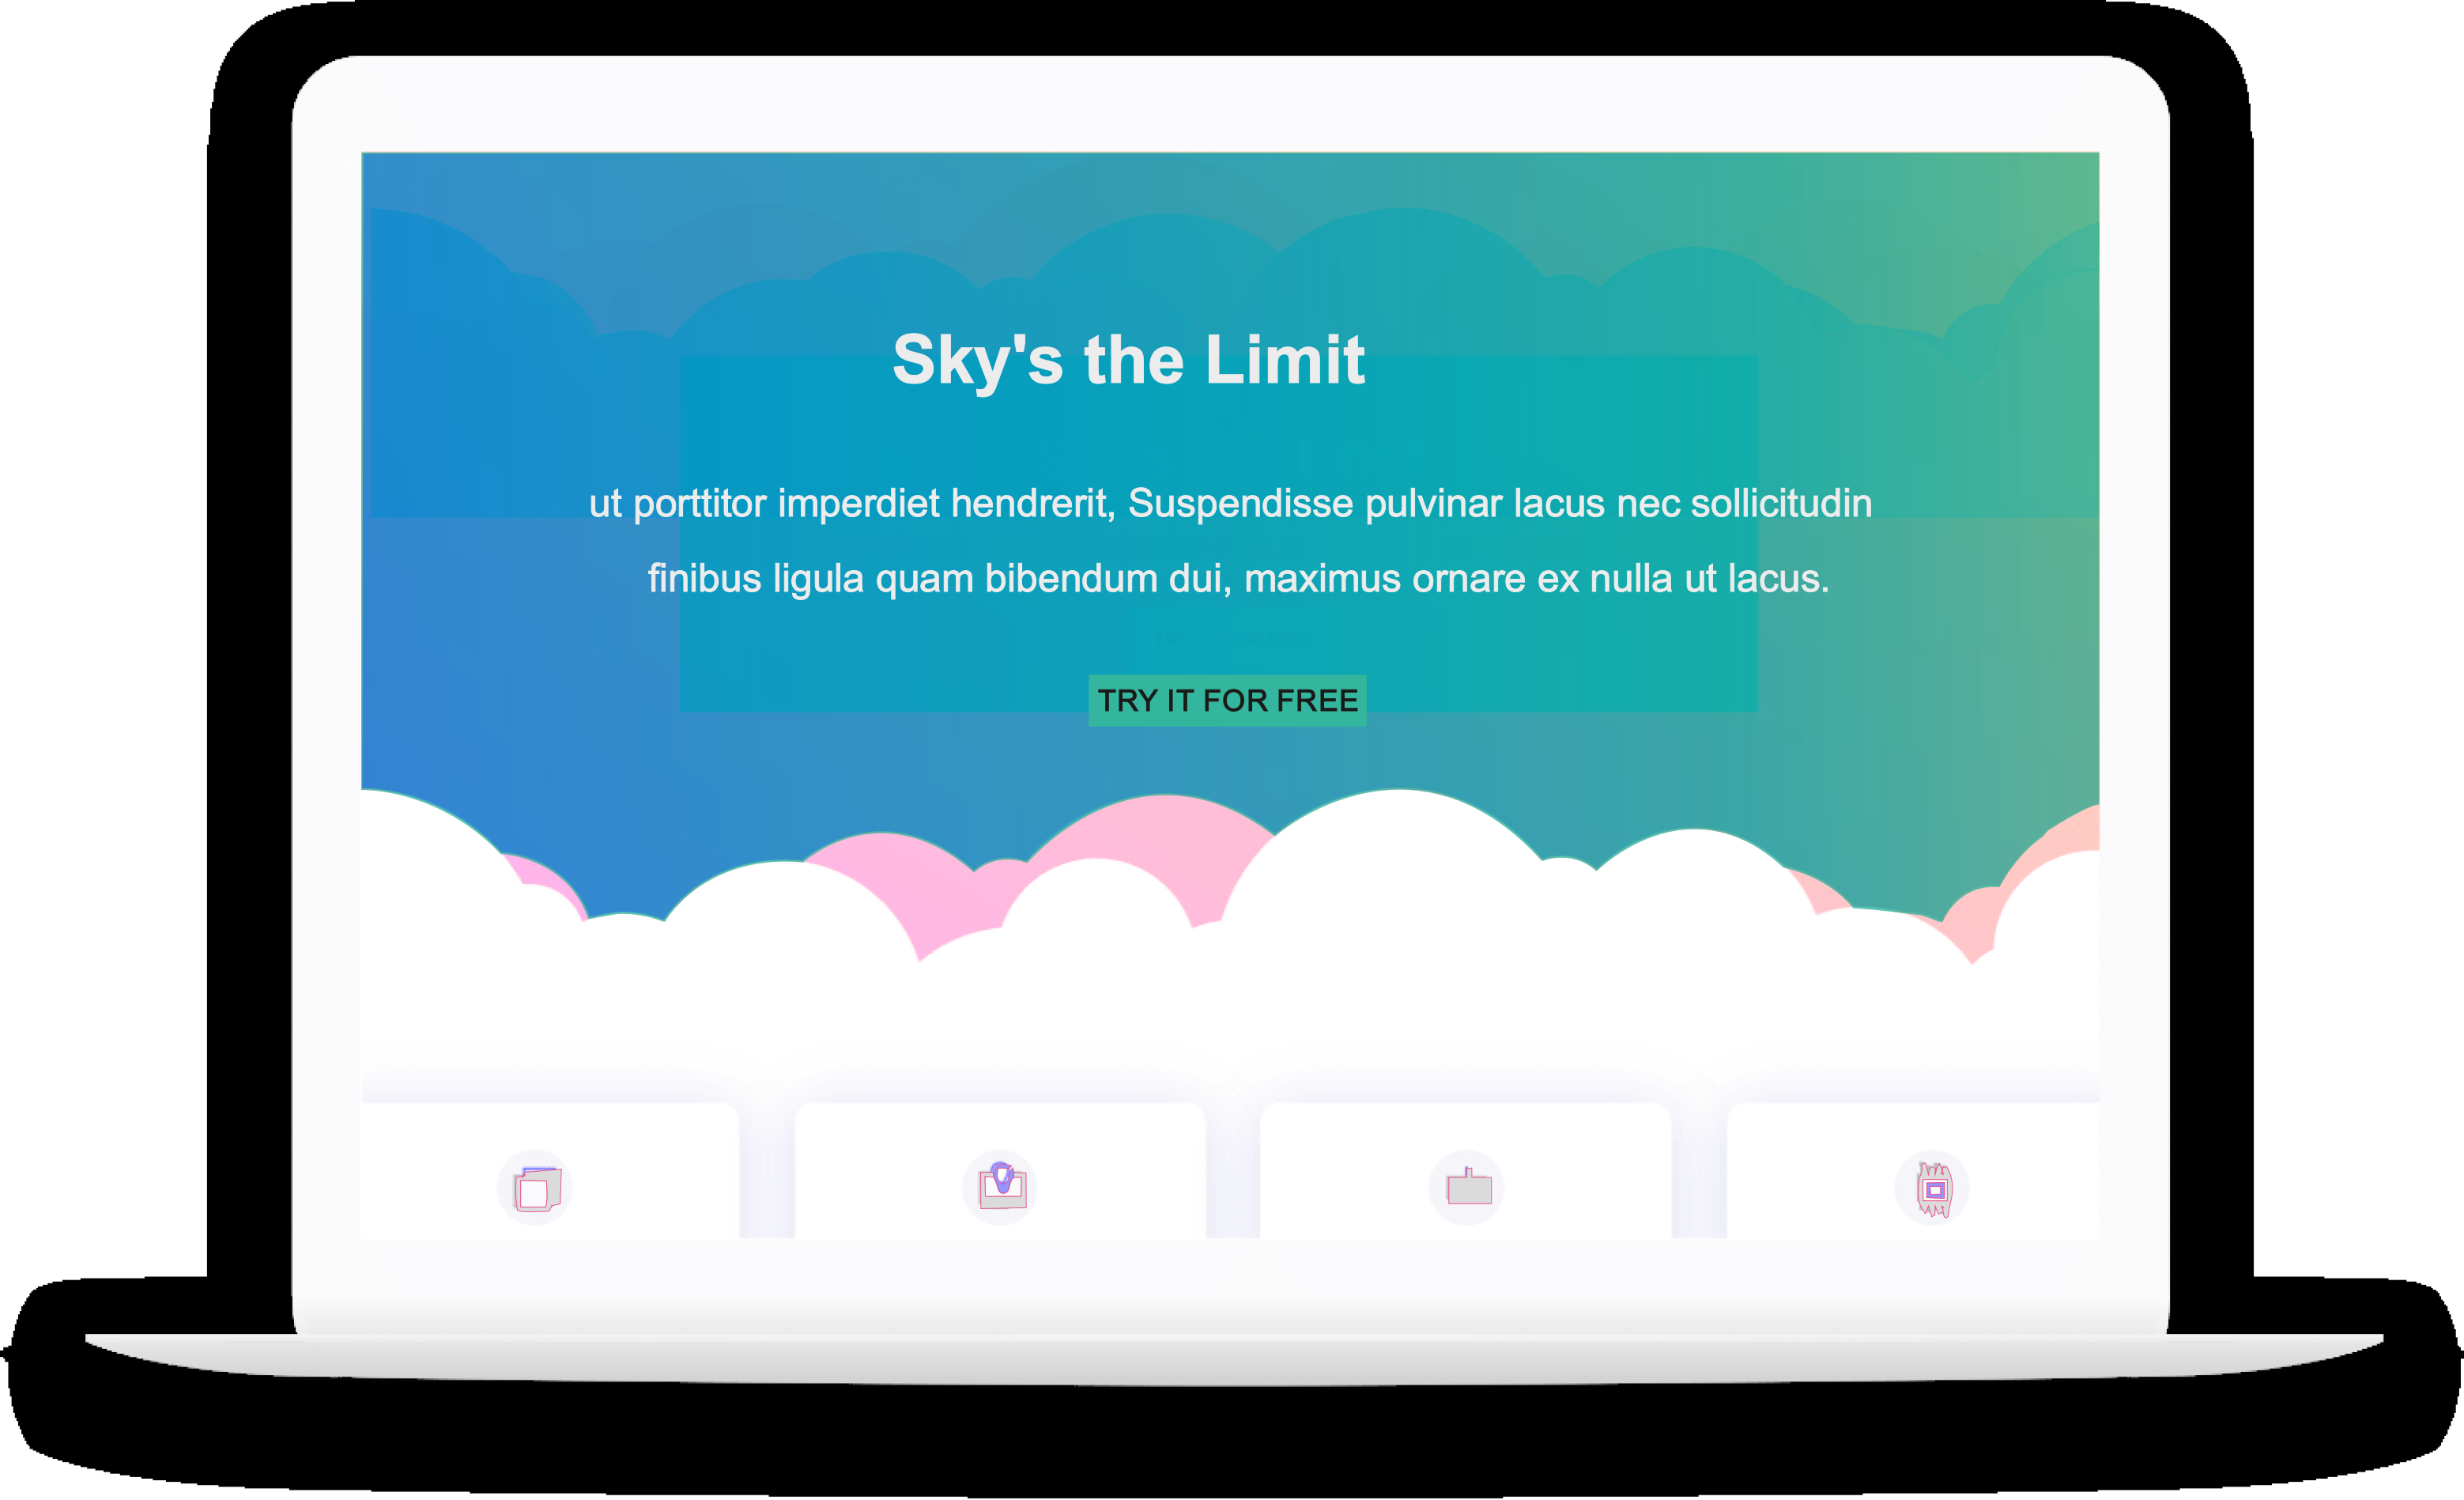 Sky's the Limit
ut porttitor imperdiet hendrerit, Suspendisse pulvinar lacus nec sollicitudin
finibus ligula quam bibendum dui, maximus ornare ex nulla ut lacus.
TRY IT FOR FREE